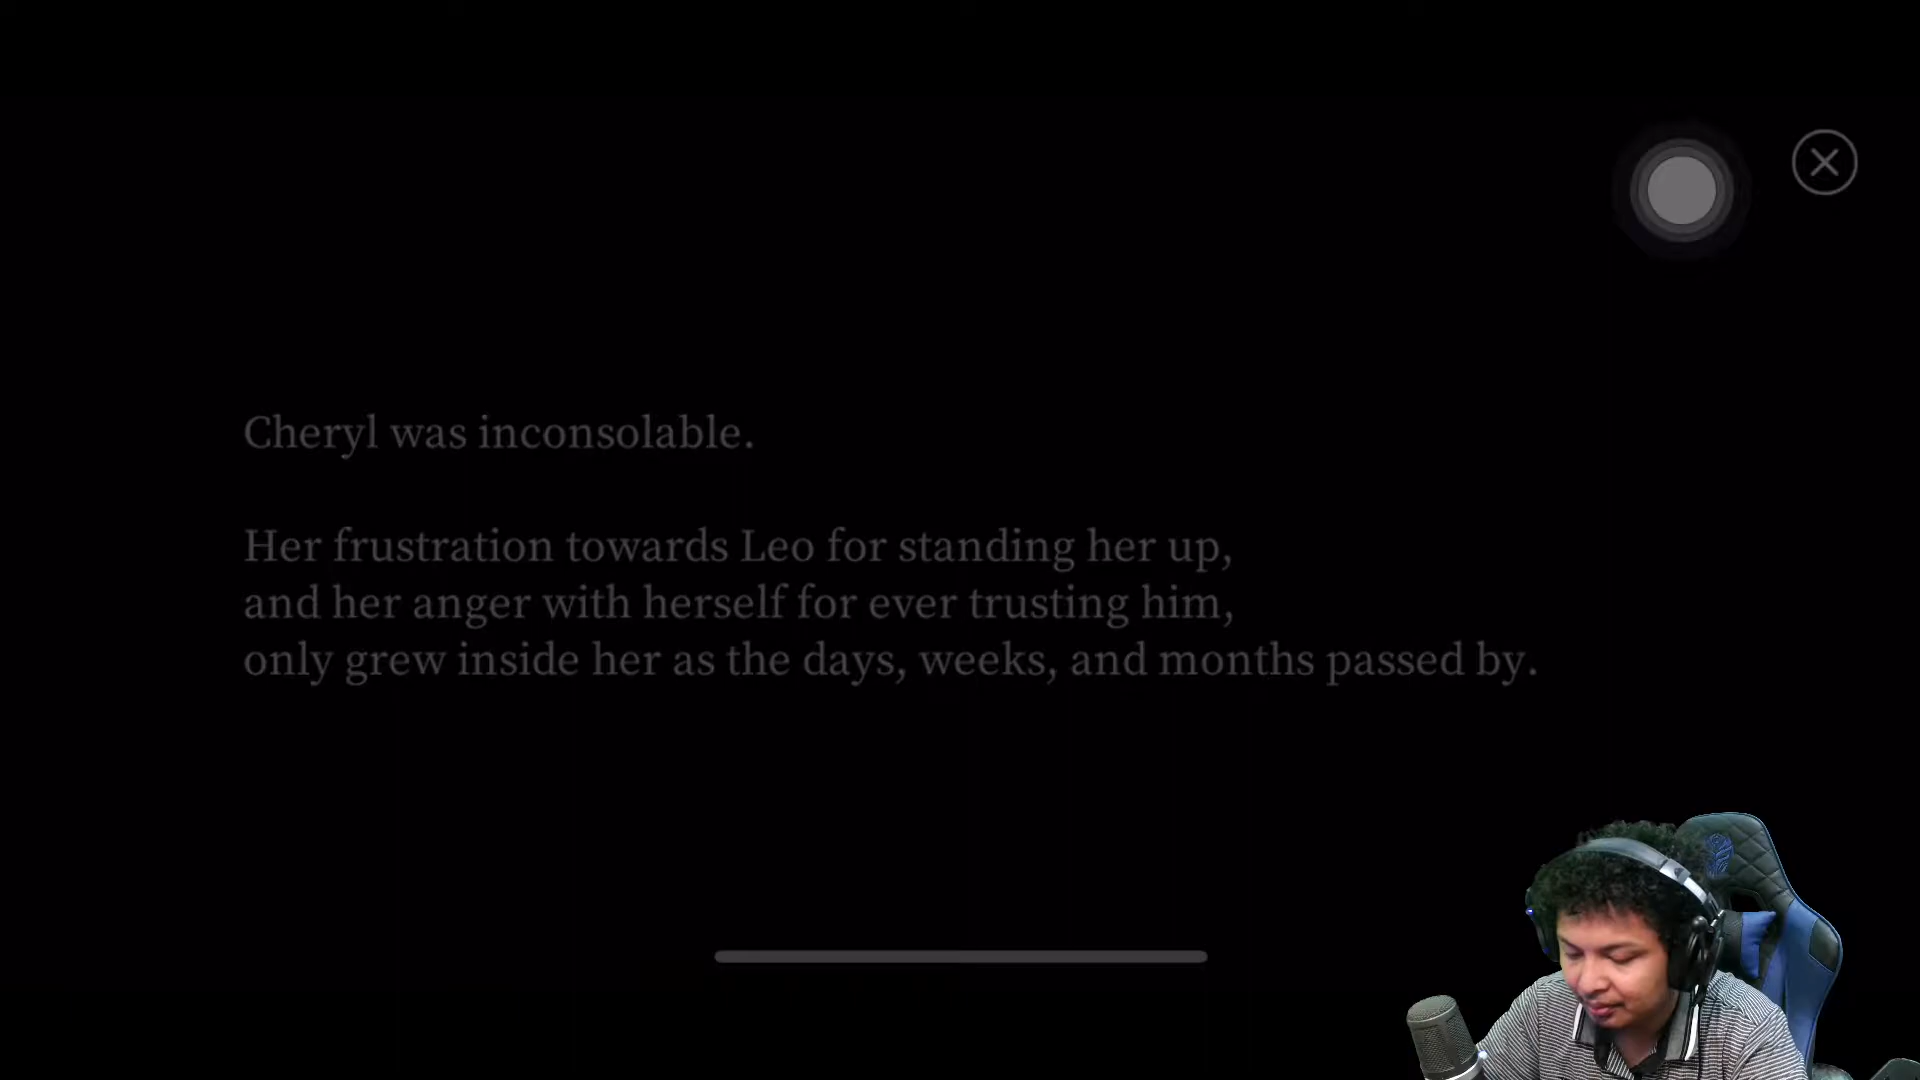 Cheryl was inconsolable.
Her frustration towards Leo for standing her up,
and her anger with herself for ever trusting him,
only grew inside her as the days, weeks, and months passed by.